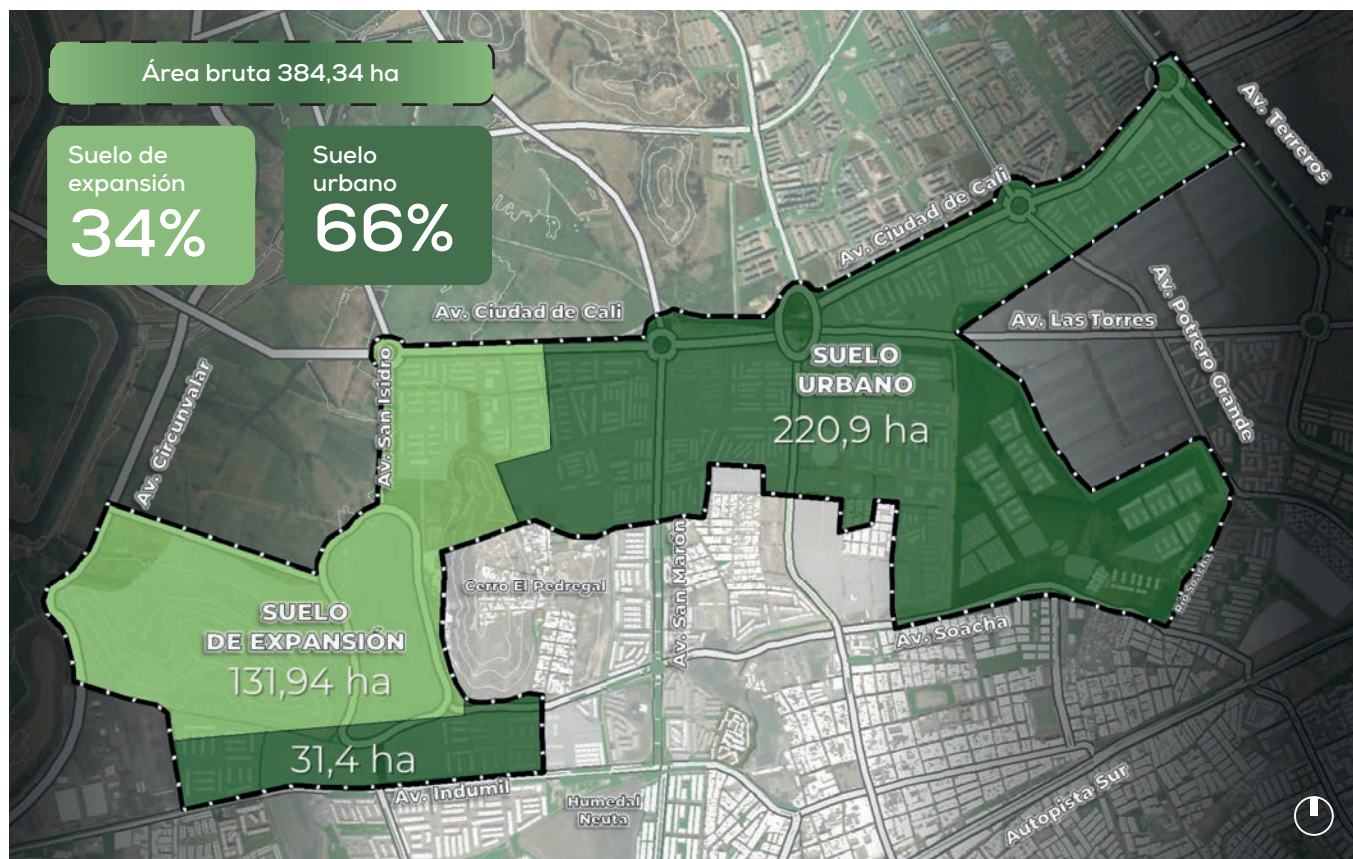 Área bruta 384,34 ha
Suelo de
expansión
34%
Suelo
urbano
66%
Av. Terreros
Av. Ciudad de Cali
Av. Ciudad de Cali
Av. Potrero Grande
Av. Las Torres
Av. San Isidro
Av. Circunvalar
SUELO
URBANO
220,9 ha
Cerro El Pedregal
Av. San Marón
Río Soacha
Av. Soacha
SUELO
DE EXPANSIÓN
131,94 ha
31,4 ha
Av. Indumil
Humedal
Neuta
Autopista Sur